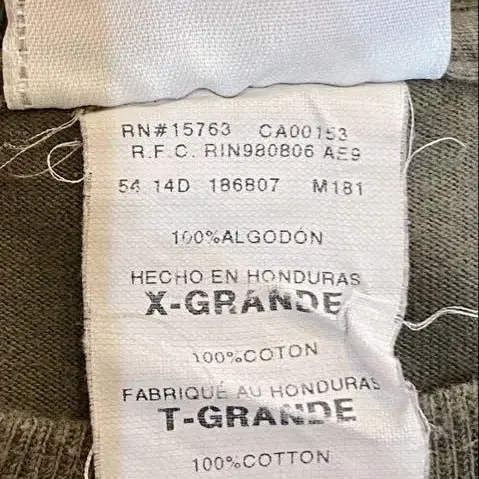 RN#15763 CA00153
R.F.C. RIN980806 AE9
54 14D 186807 M181
100%ALGODÓN
HECHO EN HONDURAS
X-GRANDE
100%COTON
FABRIQUÉ AU HONDURAS
T-GRANDE
100%COTTON